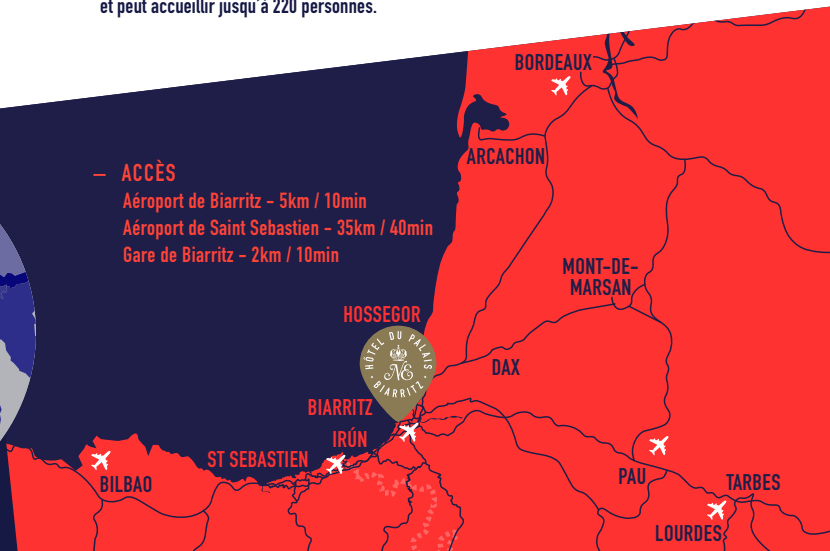 et peut accueillir jusqu'à 220 personnes.
BORDEAUX
ARCACHON
– ACCÈS
Aéroport de Biarritz – 5km / 10min
Aéroport de Saint Sebastien – 35km / 40min
Gare de Biarritz – 2km / 10min
MONT-DE-
MARSAN
HOSSEGOR
HÔTEL DU PALAIS
NE
· BIARRITZ ·
DAX
BIARRITZ
IRÚN
ST SEBASTIEN
BILBAO
PAU
TARBES
LOURDES